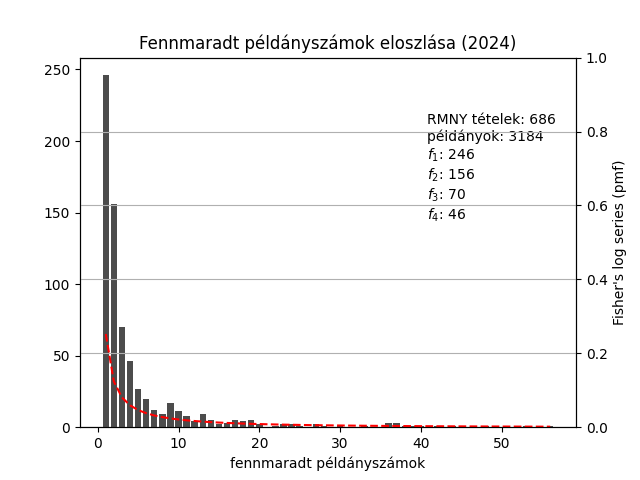 Fennmaradt példányszámok eloszlása (2024)
250
200
150
100
50
0
1.0
0.8
0.6
0.4
0.2
0.0
RMNY tételek: 686
példányok: 3184
f₁: 246
f₂: 156
f₃: 70
f₄: 46
Fisher's log series (pmf)
0 10 20 30 40 50
fennmaradt példányszámok